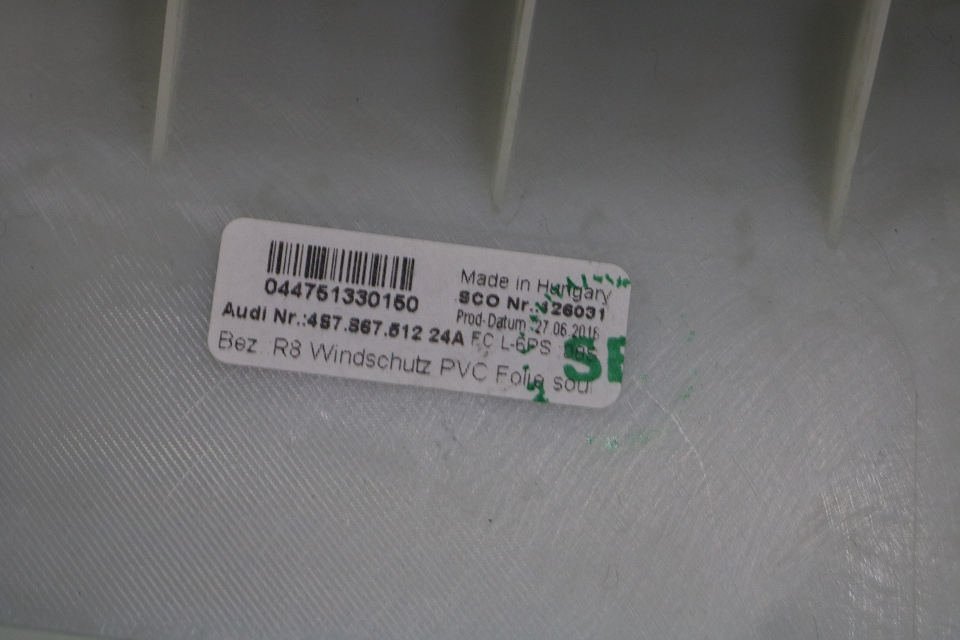 044751330150
Made in Hungary
SCO Nr.:426031
Prod-Datum :27 06.2016
Audi Nr.:4S7.867.512 24A FC L-6PS
Bez :R8 Windschutz PVC Folie soul
SE